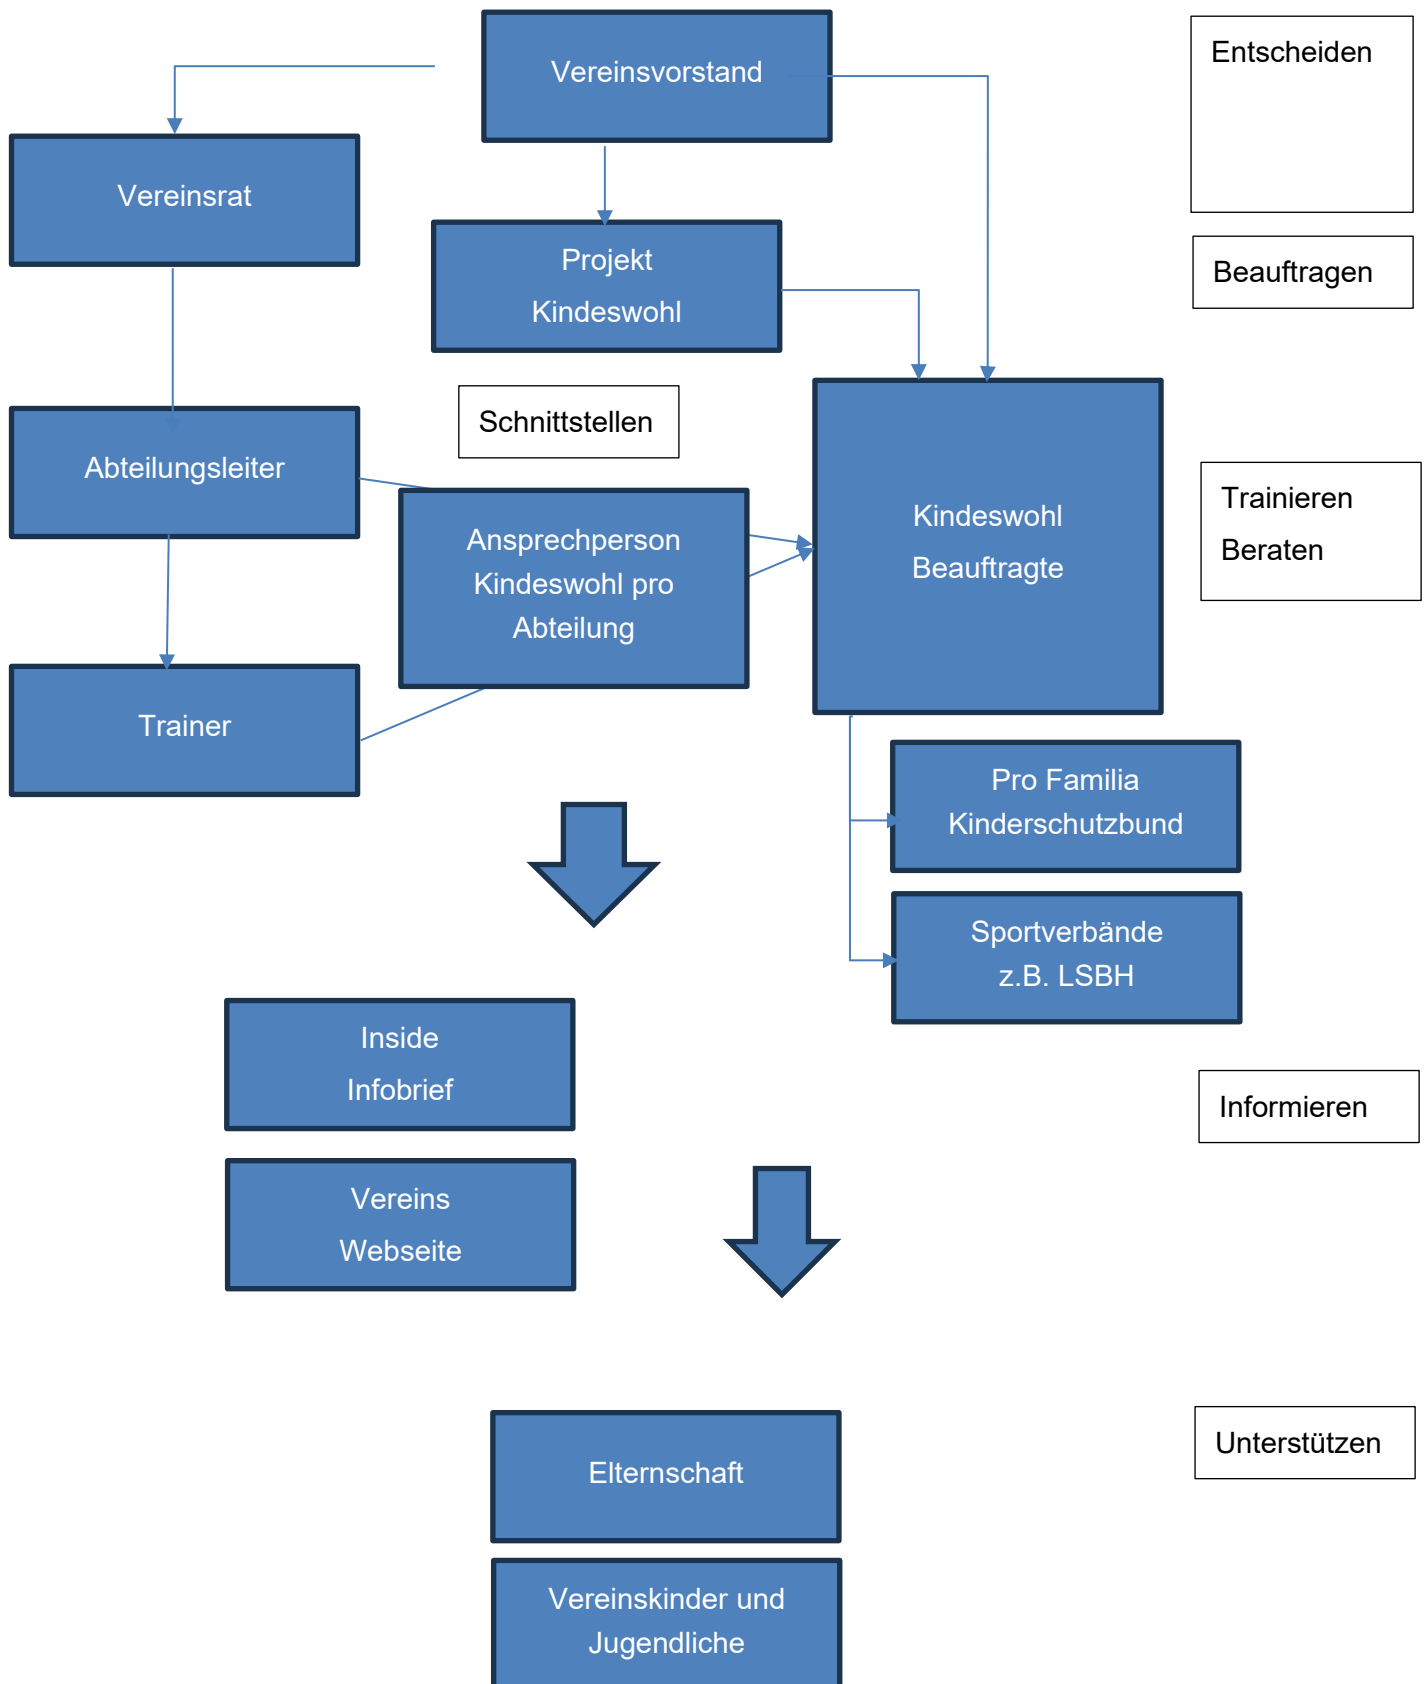 Vereinsvorstand
Entscheiden
Vereinsrat
Projekt
Kindeswohl
Beauftragen
Schnittstellen
Abteilungsleiter
Ansprechperson
Kindeswohl pro
Abteilung
Kindeswohl
Beauftragte
Trainieren
Beraten
Trainer
Pro Familia
Kinderschutzbund
Sportverbände
z.B. LSBH
Inside
Infobrief
Informieren
Vereins
Webseite
Elternschaft
Unterstützen
Vereinskinder und
Jugendliche